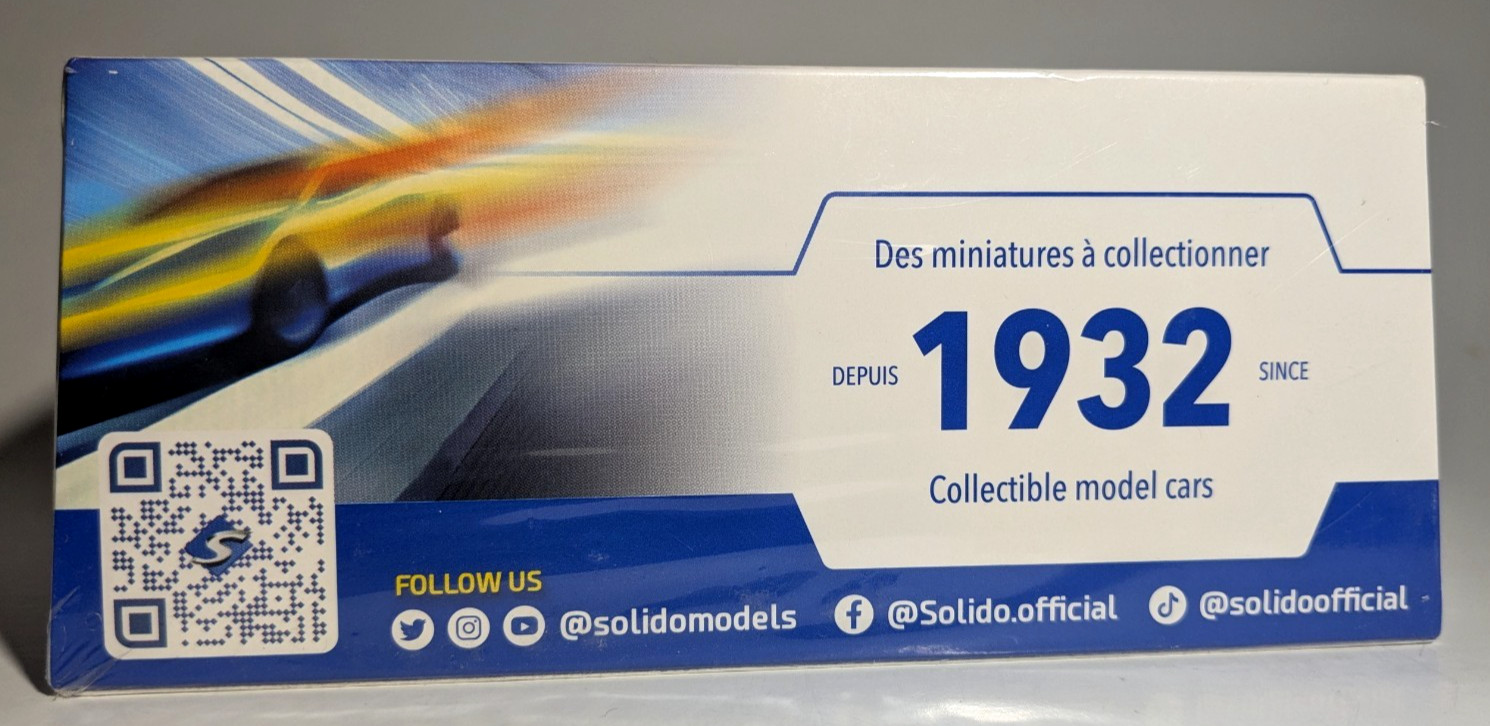 Des miniatures à collectionner
DEPUIS 1932 SINCE
Collectible model cars
FOLLOW US
@solidomodels @Solido.official @solidoofficial